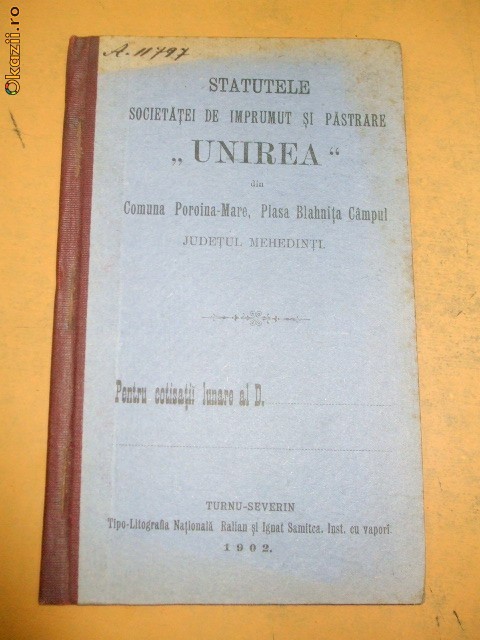 Okazii.ro
A. 11797
STATUTELE
SOCIETĂȚEI DE IMPRUMUT ȘI PĂSTRARE
„ UNIREA “
din
Comuna Poroina-Mare, Plasa Blahnița Câmpul
JUDEȚUL MEHEDINȚI.
Pentru cotisații lunare al D.
TURNU-SEVERIN
Tipo-Litografia Națională Ralian și Ignat Samitca. Inst. cu vapori.
1902.